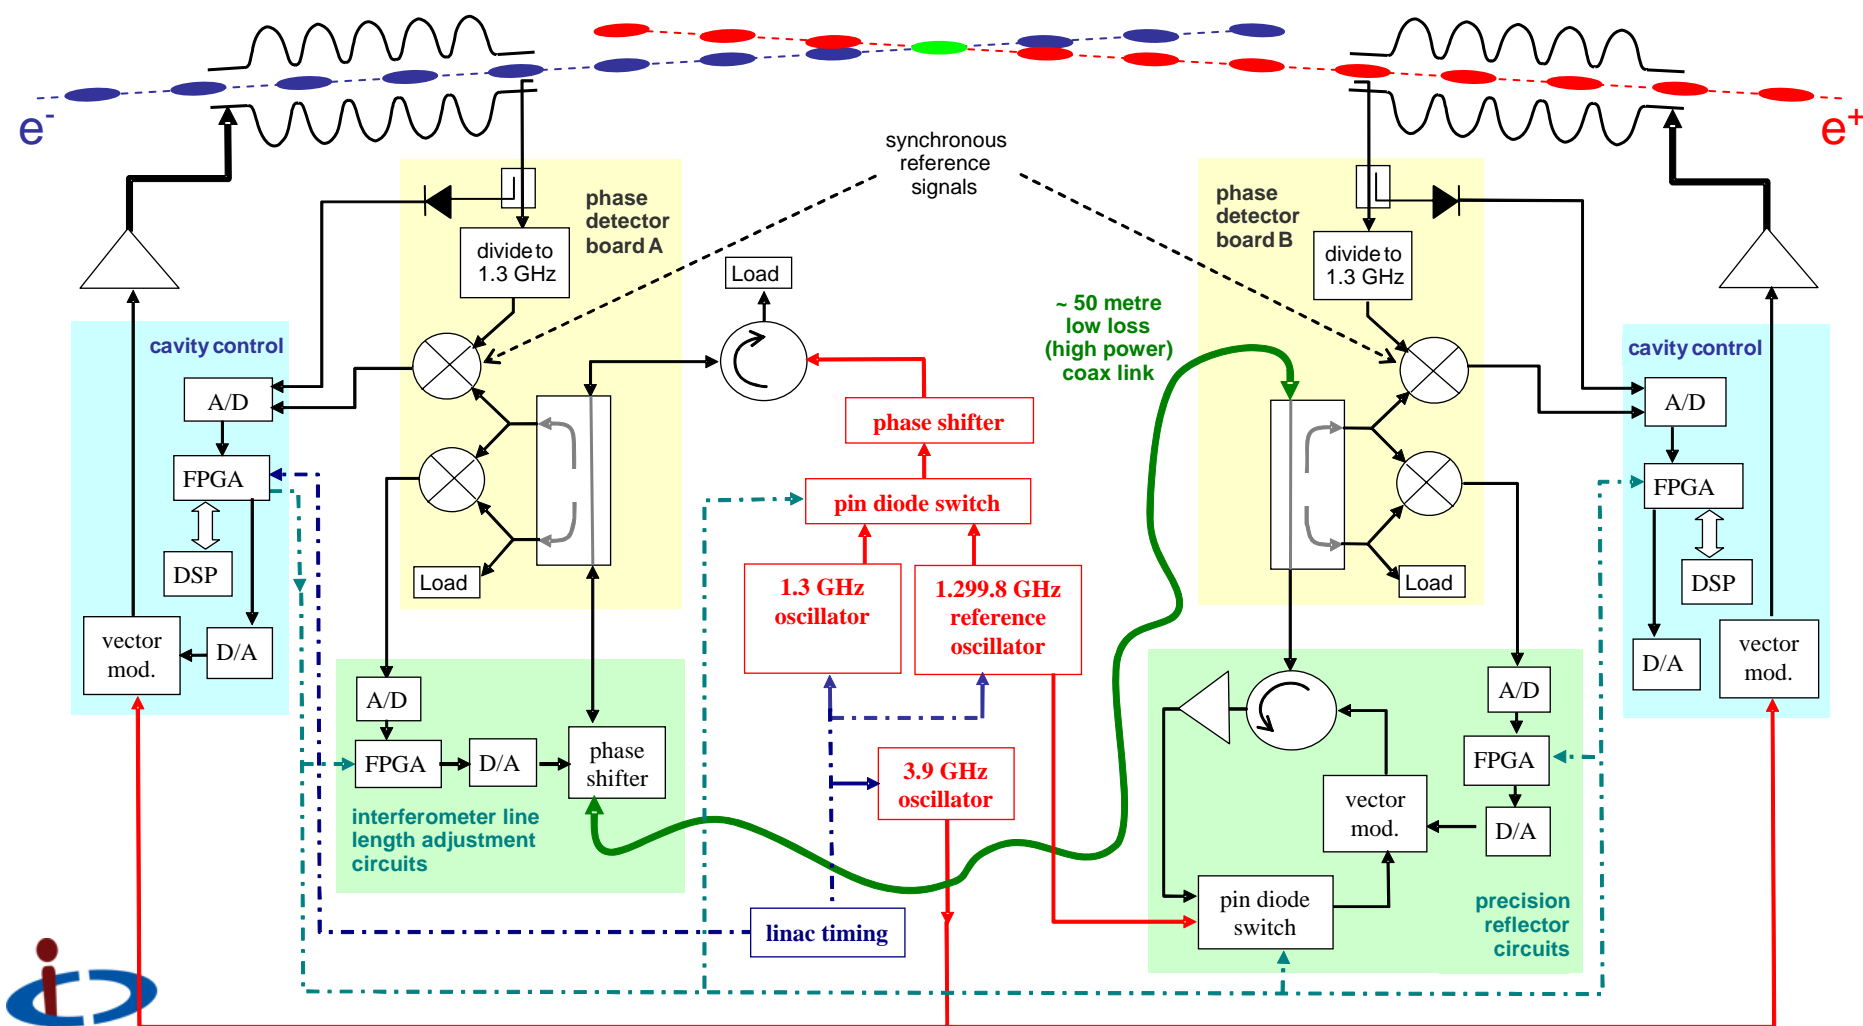 e-
e+
synchronous
reference
signals
phase
detector
board A
phase
detector
board B
divide to
1.3 GHz
divide to
1.3 GHz
Load
~ 50 metre
low loss
(high power)
coax link
cavity control
cavity control
A/D
A/D
phase shifter
FPGA
FPGA
pin diode switch
DSP
DSP
Load
Load
1.3 GHz
oscillator
1.299.8 GHz
reference
oscillator
vector
mod.
D/A
D/A
vector
mod.
A/D
A/D
FPGA
D/A
phase
shifter
FPGA
3.9 GHz
oscillator
vector
mod.
D/A
interferometer line
length adjustment
circuits
pin diode
switch
precision
reflector
circuits
linac timing